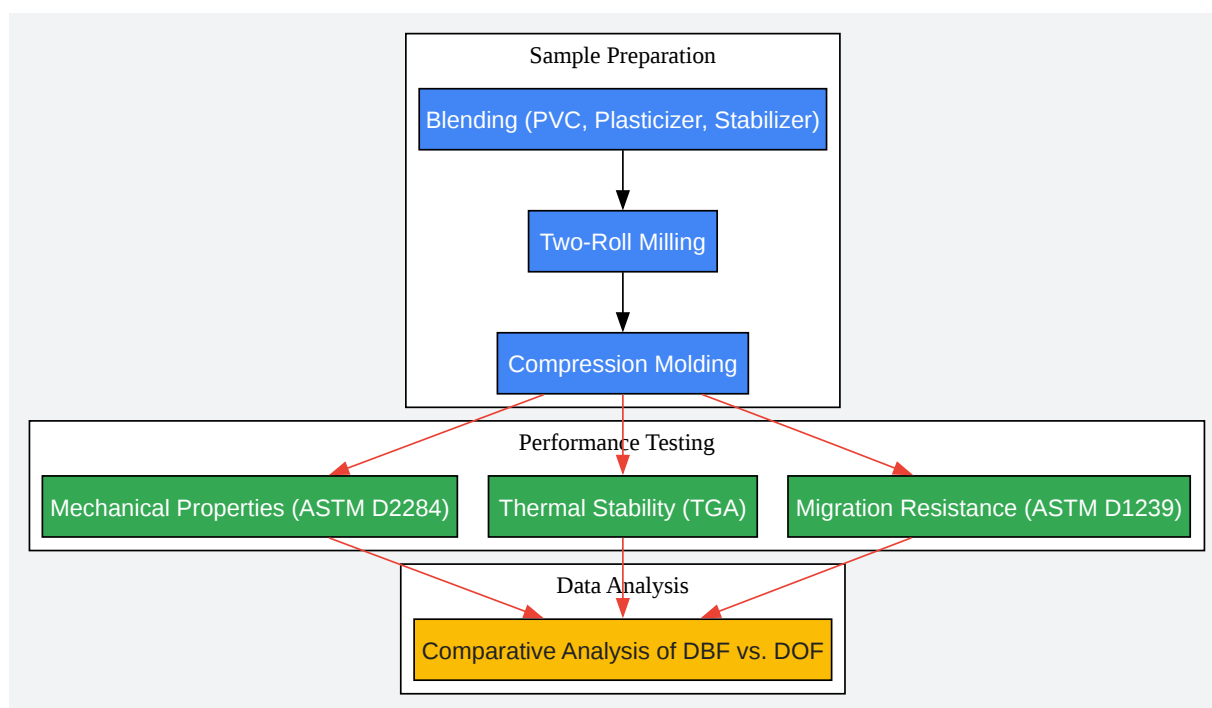 Sample Preparation
Blending (PVC, Plasticizer, Stabilizer)
Two-Roll Milling
Compression Molding
Performance Testing
Mechanical Properties (ASTM D2284)
Thermal Stability (TGA)
Migration Resistance (ASTM D1239)
Data Analysis
Comparative Analysis of DBF vs. DOF